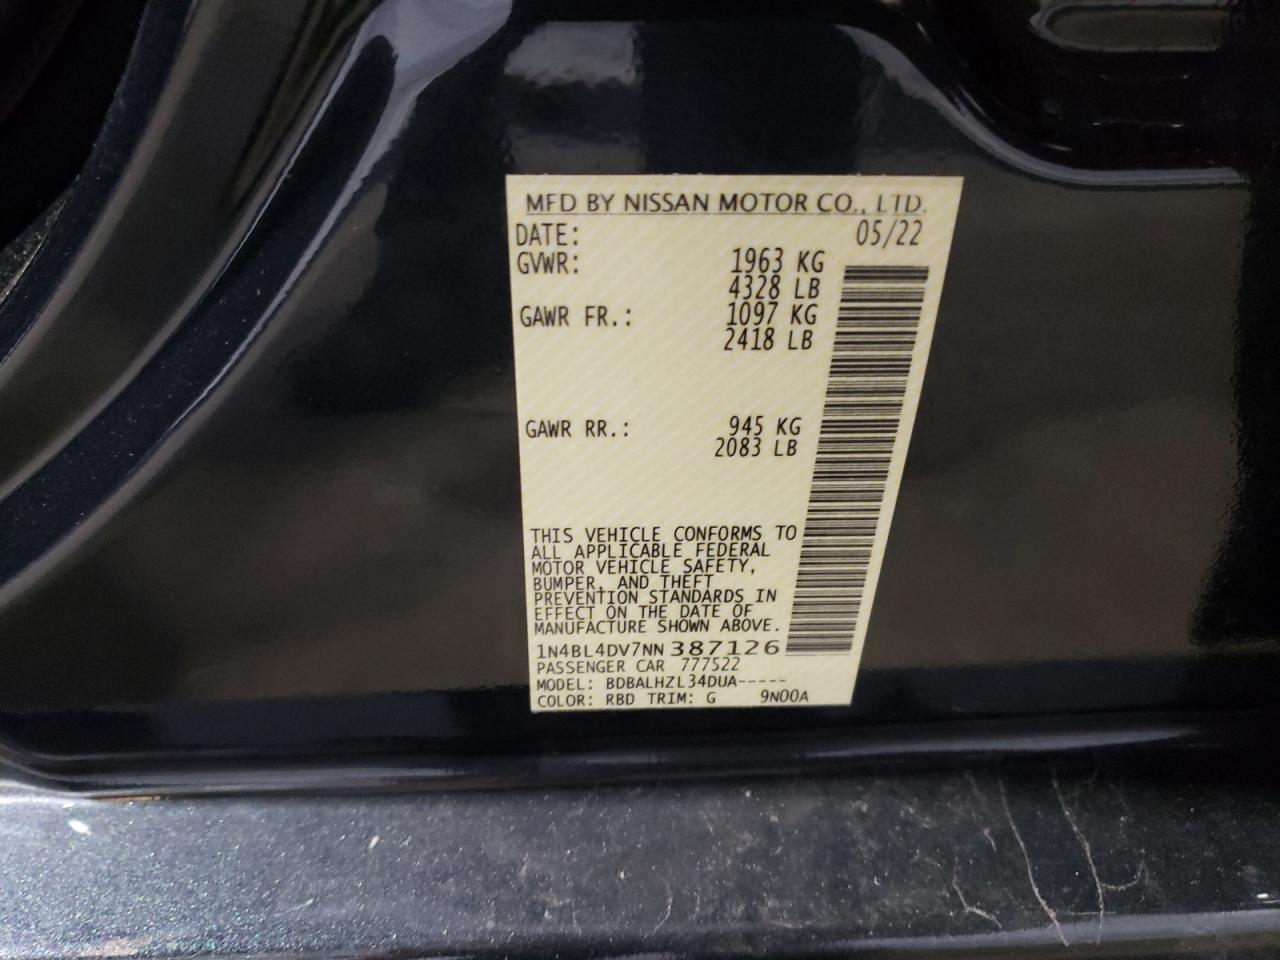 MFD BY NISSAN MOTOR CO., LTD.
DATE: 05/22
GVWR: 1963 KG
4328 LB
GAWR FR.: 1097 KG
2418 LB
GAWR RR.: 945 KG
2083 LB
THIS VEHICLE CONFORMS TO
ALL APPLICABLE FEDERAL
MOTOR VEHICLE SAFETY,
BUMPER, AND THEFT
PREVENTION STANDARDS IN
EFFECT ON THE DATE OF
MANUFACTURE SHOWN ABOVE.
1N4BL4DV7NN387126
PASSENGER CAR 777522
MODEL: BDBALHZL34DUA-----
COLOR: RBD TRIM: G 9N00A